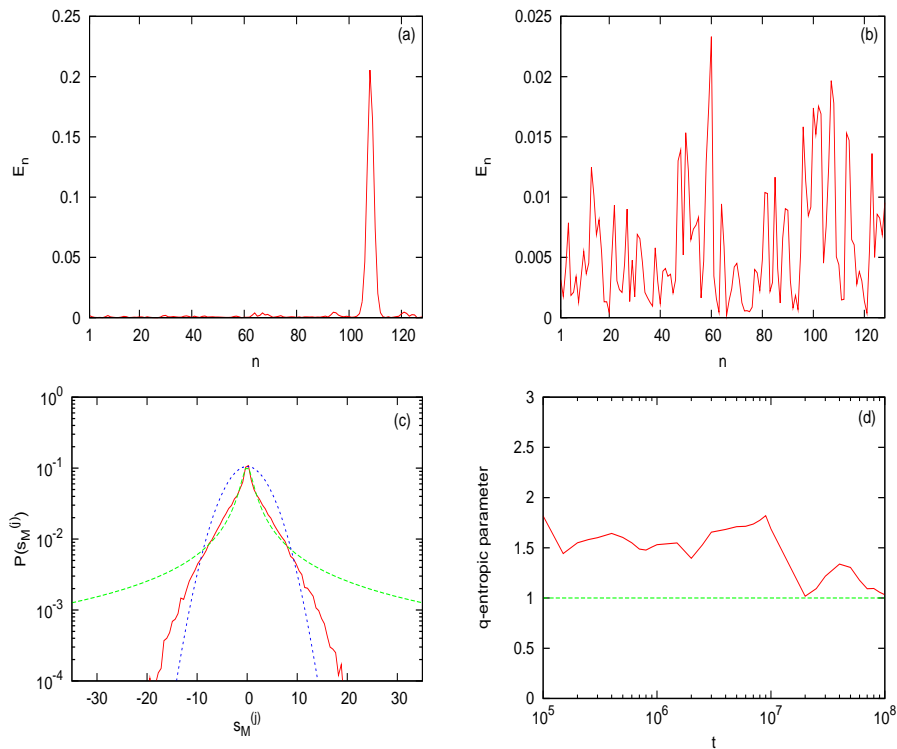 (a)
E_n
0.25
0.2
0.15
0.1
0.05
0
1 20 40 60 80 100 120
n
(b)
E_n
0.025
0.02
0.015
0.01
0.005
0
1 20 40 60 80 100 120
n
(c)
P(s_M^(j))
10^0
10^-1
10^-2
10^-3
10^-4
-30 -20 -10 0 10 20 30
s_M^(j)
(d)
q-entropic parameter
3
2.5
2
1.5
1
0.5
0
10^5 10^6 10^7 10^8
t